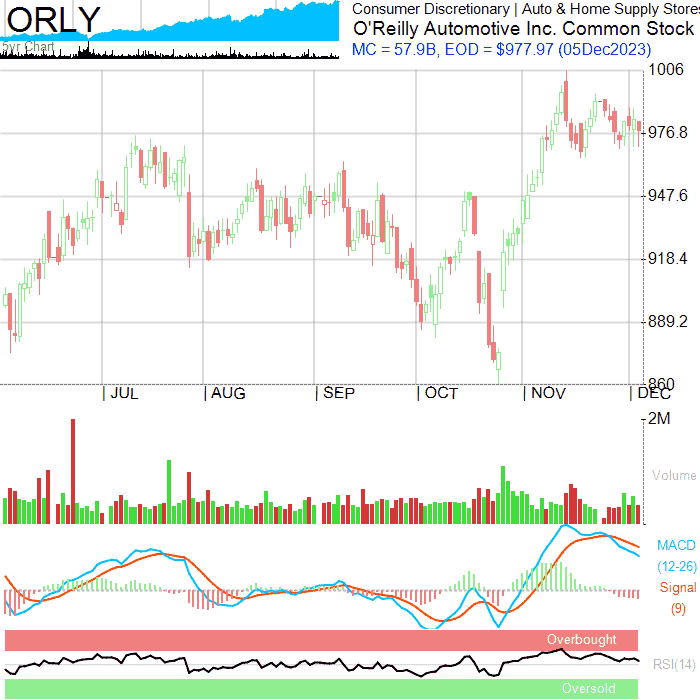 ORLY
5yr Chart
Consumer Discretionary | Auto & Home Supply Stores
O'Reilly Automotive Inc. Common Stock
MC = 57.9B, EOD = $977.97 (05Dec2023)
1006
976.8
947.6
918.4
889.2
860
| JUL | AUG | SEP | OCT | NOV | DEC
2M
Volume
MACD
(12-26)
Signal
(9)
Overbought
RSI(14)
Oversold